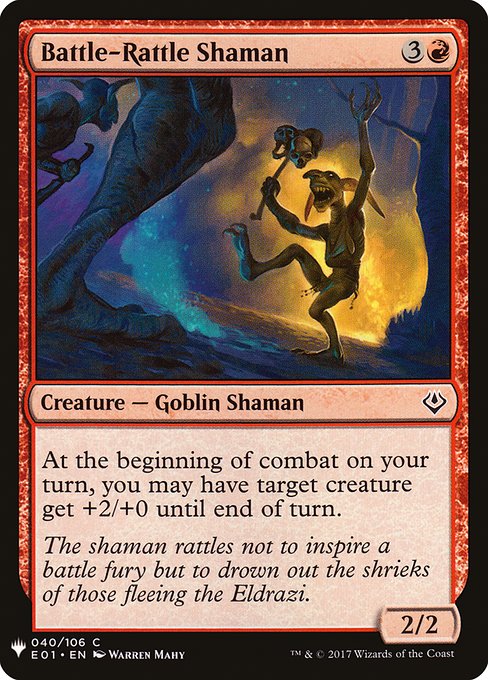 Battle-Rattle Shaman 3
Creature — Goblin Shaman
At the beginning of combat on your
turn, you may have target creature
get +2/+0 until end of turn.
The shaman rattles not to inspire a
battle fury but to drown out the shrieks
of those fleeing the Eldrazi.
2/2
040/106 C
E01 • EN Warren Mahy
™ & © 2017 Wizards of the Coast